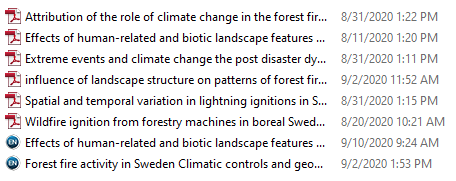 Attribution of the role of climate change in the forest fir... 8/31/2020 1:22 PM
Effects of human-related and biotic landscape features ... 8/11/2020 1:20 PM
Extreme events and climate change the post disaster dy... 8/31/2020 1:11 PM
influence of landscape structure on patterns of forest fir... 9/2/2020 11:52 AM
Spatial and temporal variation in lightning ignitions in S... 8/31/2020 1:15 PM
Wildfire ignition from forestry machines in boreal Swed... 8/20/2020 10:21 AM
EN Effects of human-related and biotic landscape features ... 9/10/2020 9:24 AM
EN Forest fire activity in Sweden Climatic controls and geo... 9/2/2020 1:53 PM